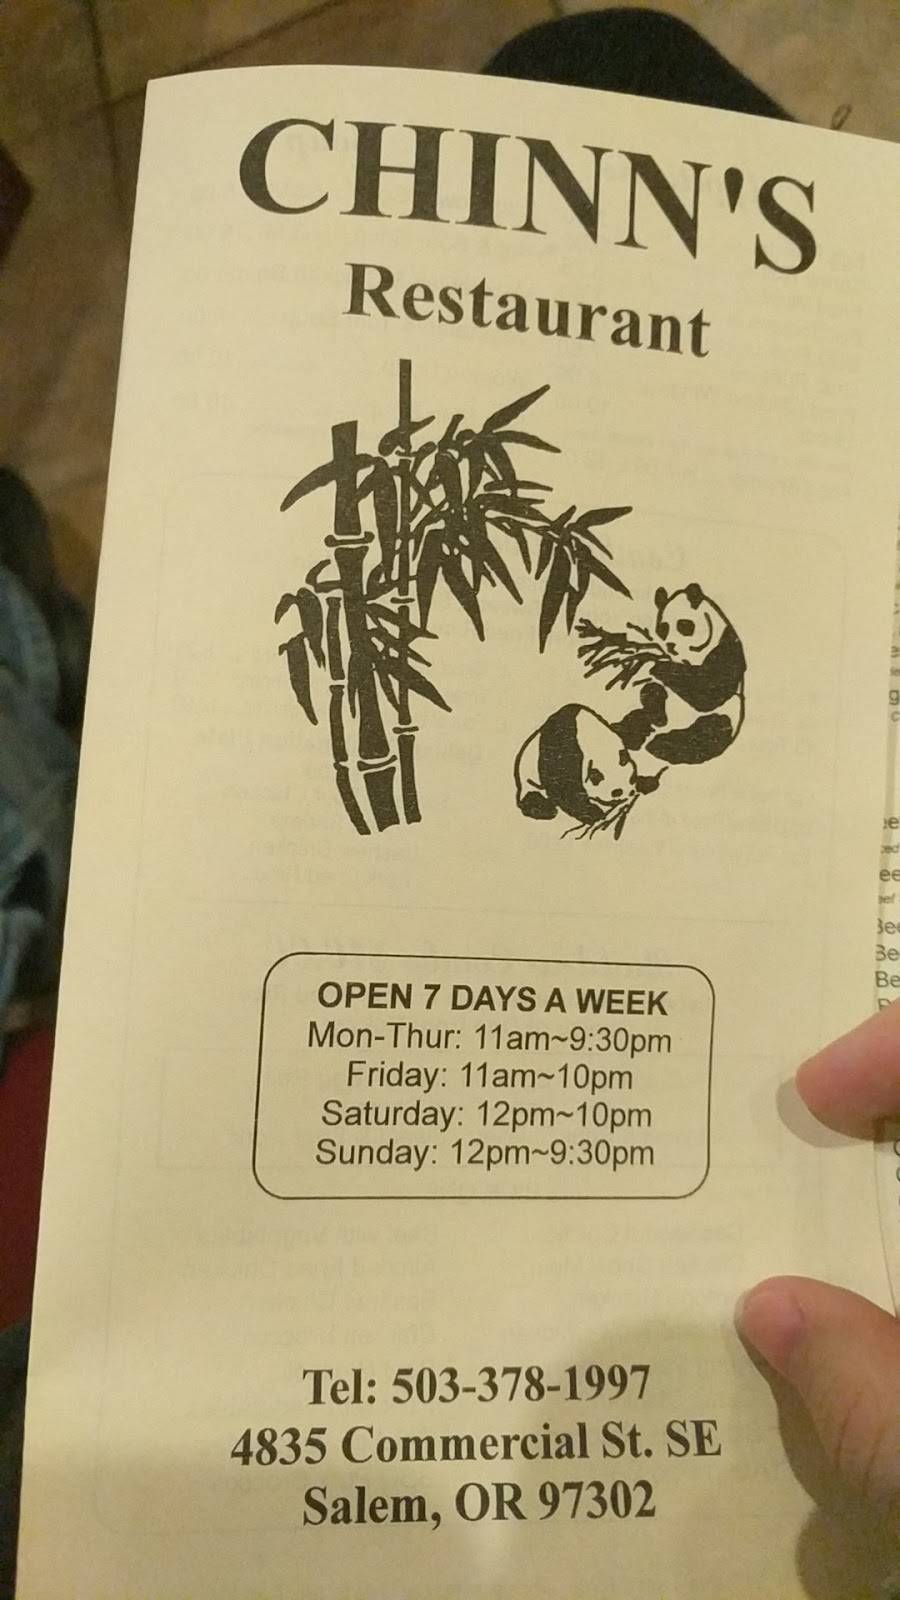 CHINN'S
Restaurant
OPEN 7 DAYS A WEEK
Mon-Thur: 11am~9:30pm
Friday: 11am~10pm
Saturday: 12pm~10pm
Sunday: 12pm~9:30pm
Tel: 503-378-1997
4835 Commercial St. SE
Salem, OR 97302